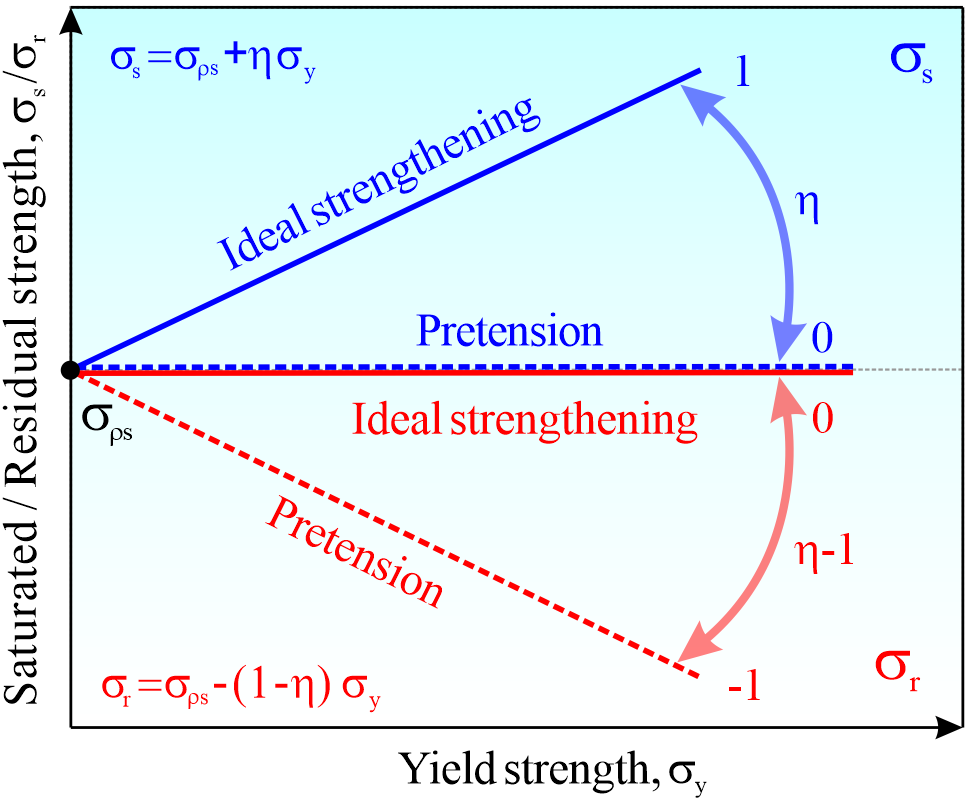 Saturated / Residual strength, σs/σr
σs=σρs+ησy
1
σs
Ideal strengthening
η
Pretension
0
σρs
Ideal strengthening
0
Pretension
η-1
σr
-1
σr=σρs-(1-η) σy
Yield strength, σy